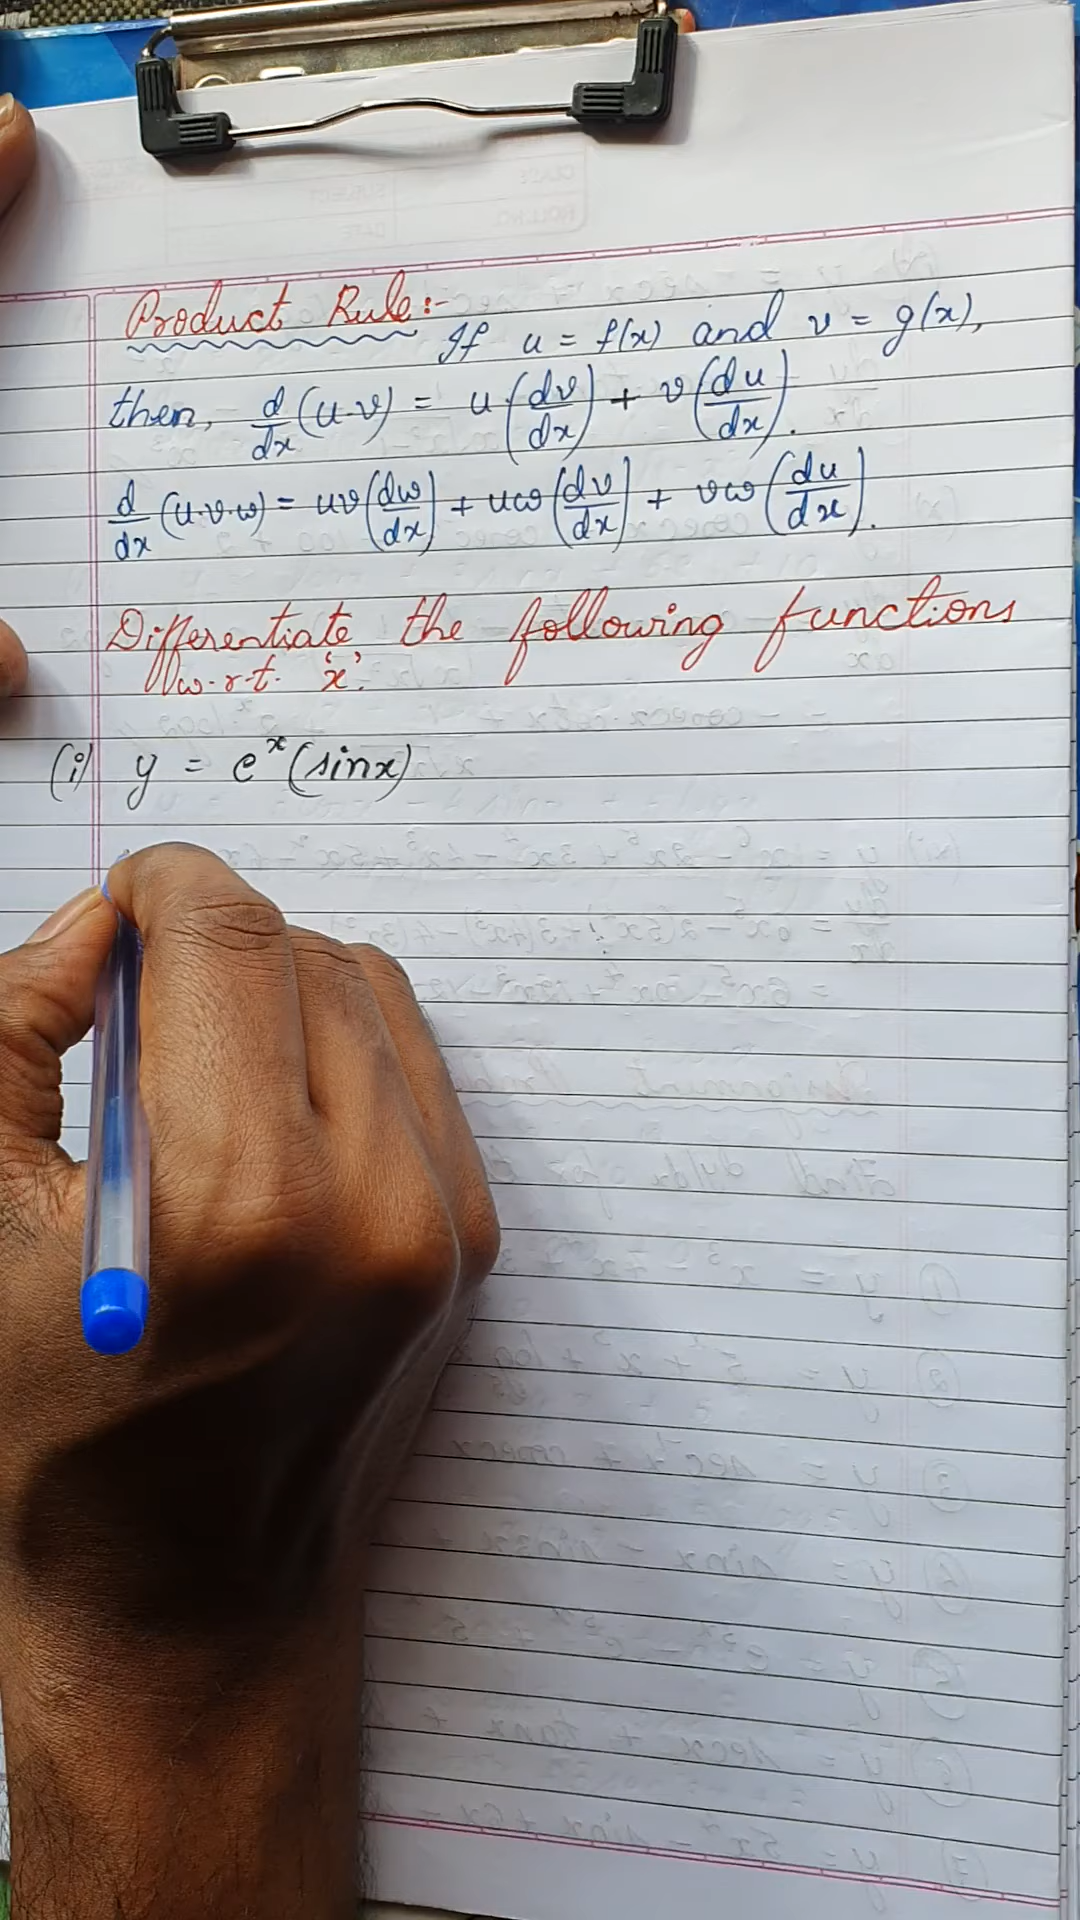 Product Rule:-
If u = f(x) and v = g(x),
then, d/dx (u.v) = u (dv/dx) + v (du/dx).
d/dx (u.v.w) = uv (dw/dx) + uw (dv/dx) + vw (du/dx).
Differentiate the following functions
w.r.t. 'x'.
(i) y = e^x (sinx)